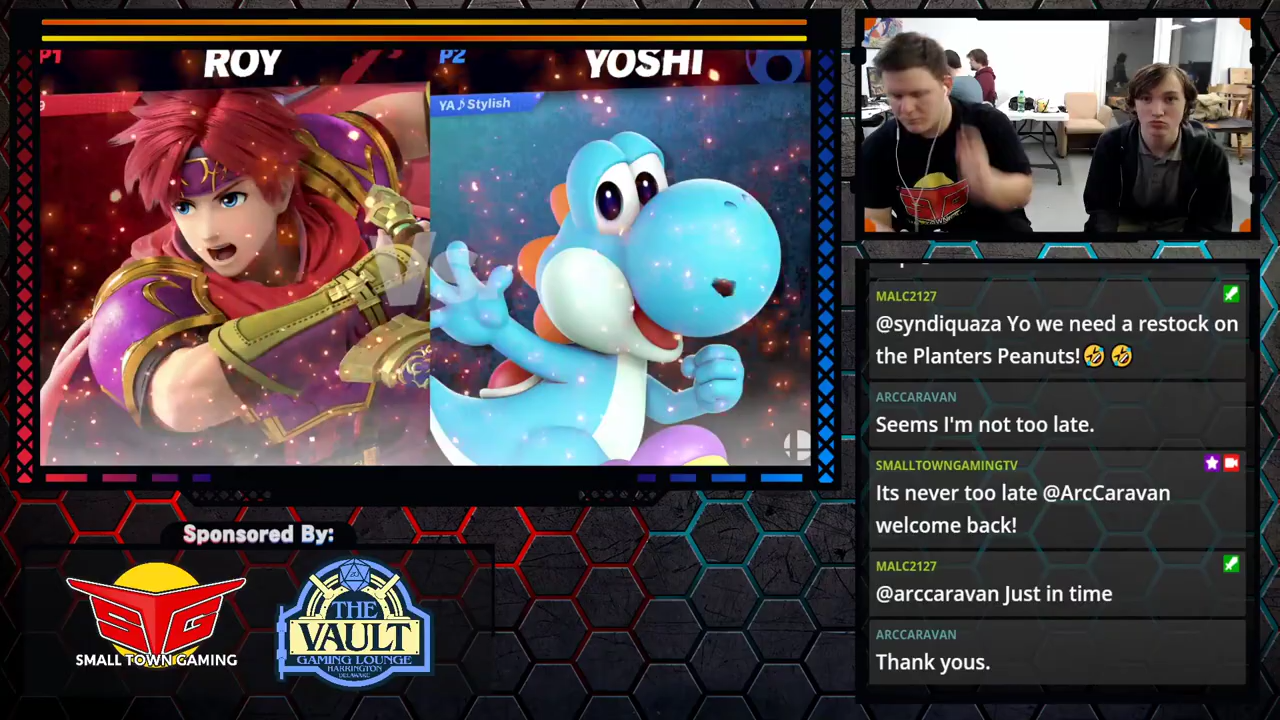 P1
ROY
P2
YOSHI
9
YA♪Stylish
MALC2127
@syndiquaza Yo we need a restock on
the Planters Peanuts!🤣 🤣
ARCCARAVAN
Seems I'm not too late.
SMALLTOWNGAMINGTV
Its never too late @ArcCaravan
welcome back!
MALC2127
@arccaravan Just in time
ARCCARAVAN
Thank yous.
Sponsored By:
STG
SMALL TOWN GAMING
THE
VAULT
GAMING LOUNGE
HARRINGTON
DELAWARE